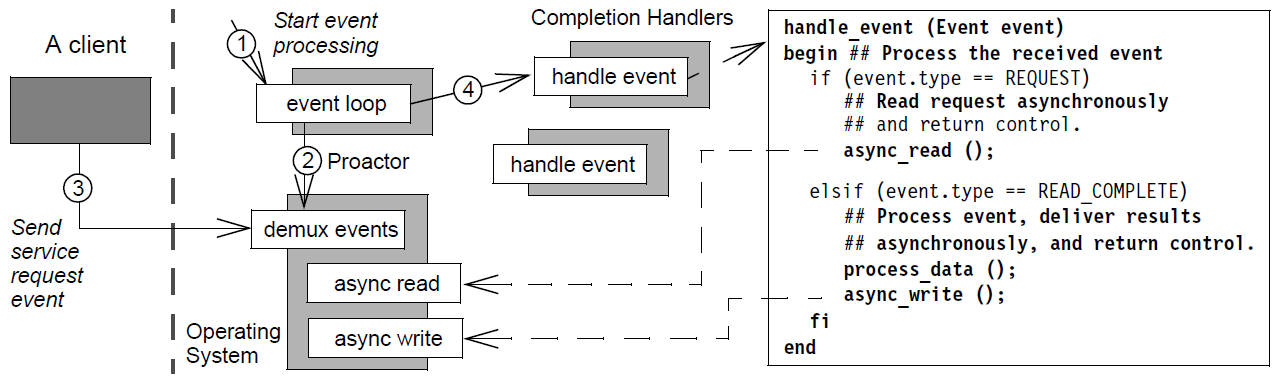 A client
1
Start event
processing
event loop
4
2
Proactor
3
Send
service
request
event
demux events
async read
async write
Operating
System
Completion Handlers
handle event
handle event
handle_event (Event event)
begin ## Process the received event
if (event.type == REQUEST)
## Read request asynchronously
## and return control.
async_read ();
elsif (event.type == READ_COMPLETE)
## Process event, deliver results
## asynchronously, and return control.
process_data ();
async_write ();
fi
end